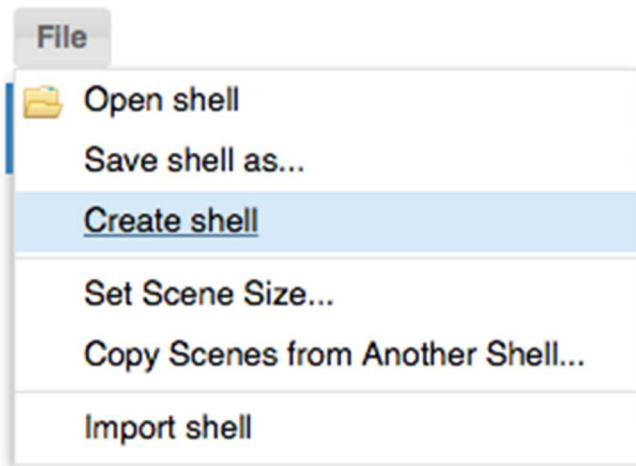 File
Open shell
Save shell as...
Create shell
Set Scene Size...
Copy Scenes from Another Shell...
Import shell